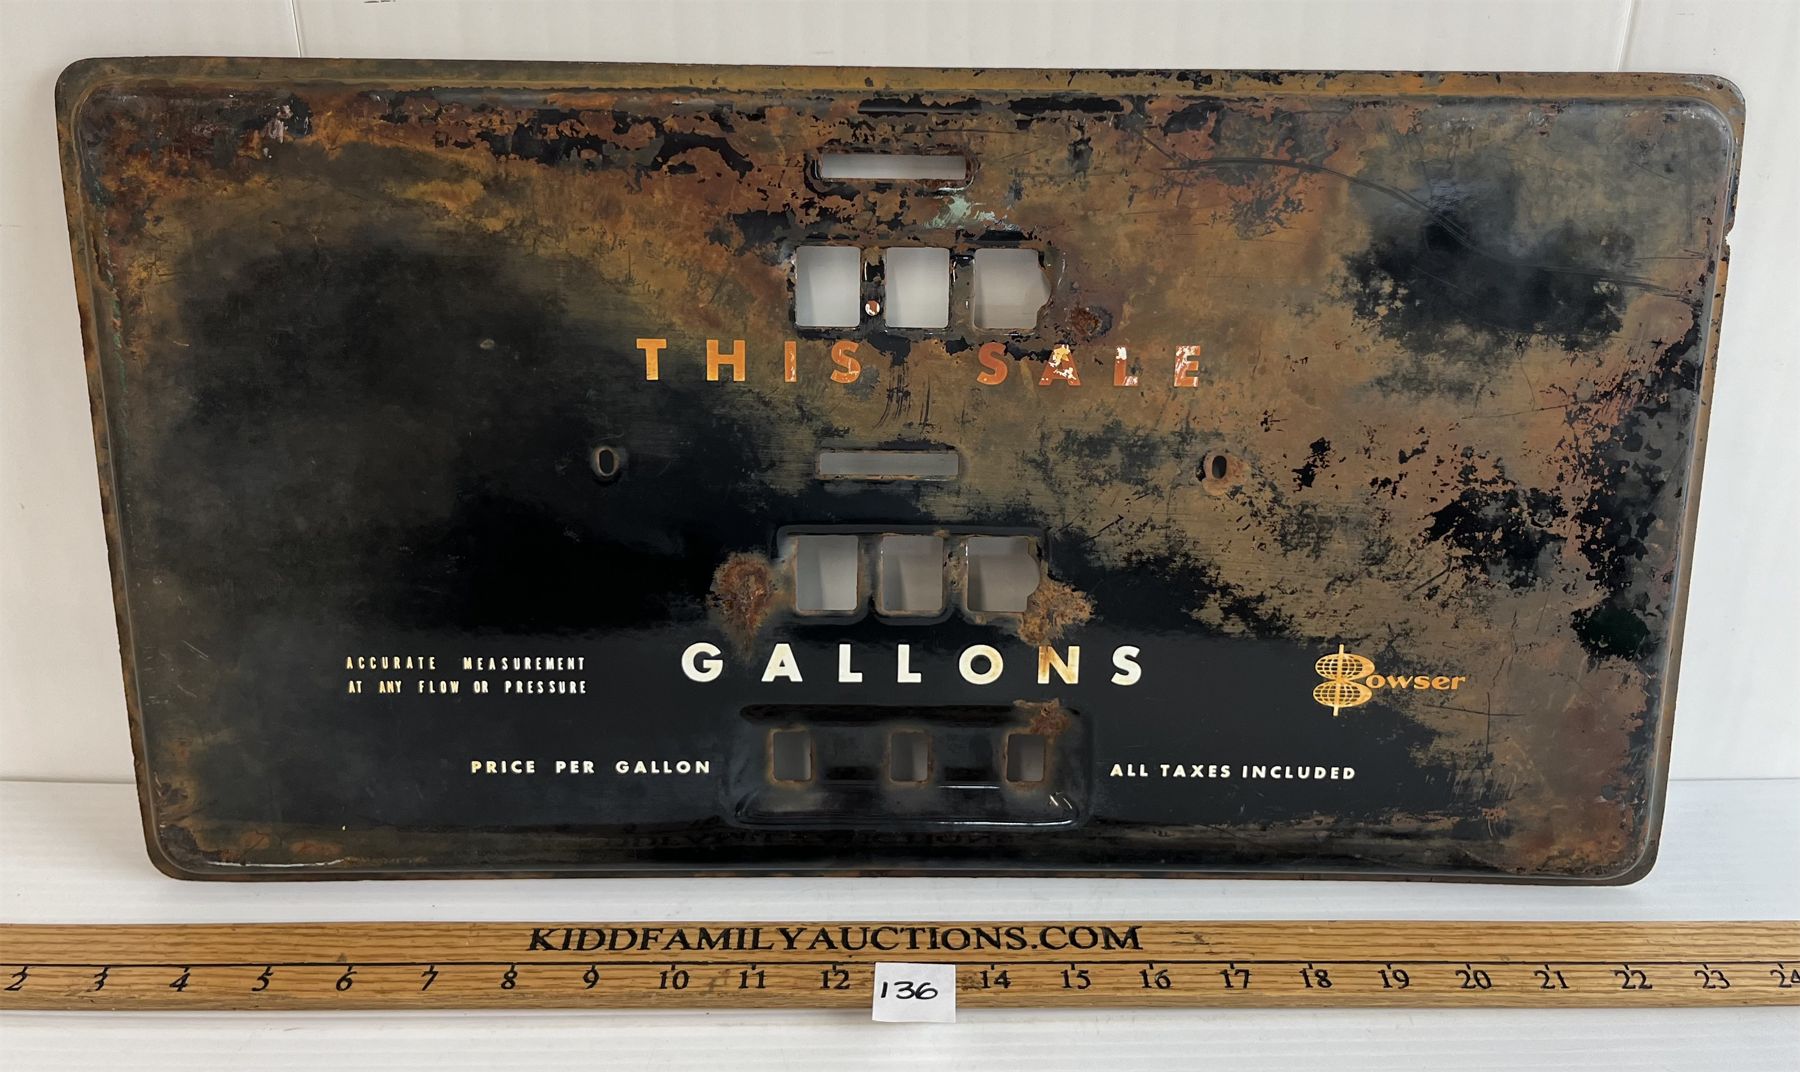 THIS SALE
GALLONS
ACCURATE MEASUREMENT
AT ANY FLOW OR PRESSURE
Bowser
PRICE PER GALLON
ALL TAXES INCLUDED
KIDDFAMILYAUCTIONS.COM
2 3 4 5 6 7 8 9 10 11 12 14 15 16 17 18 19 20 21 22 23 24
136